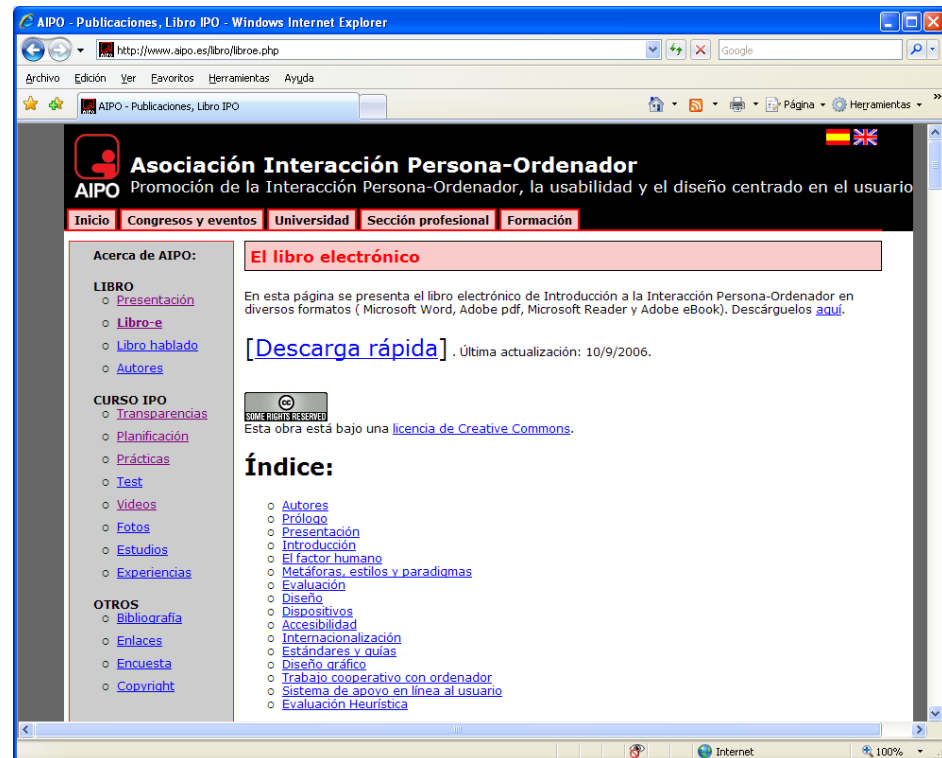 AIPO - Publicaciones, Libro IPO - Windows Internet Explorer
http://www.aipo.es/libro/libroe.php
Google
Archivo Edición Ver Favoritos Herramientas Ayuda
AIPO - Publicaciones, Libro IPO
Página Herramientas »
AIPO
Asociación Interacción Persona-Ordenador
Promoción de la Interacción Persona-Ordenador, la usabilidad y el diseño centrado en el usuario
Inicio Congresos y eventos Universidad Sección profesional Formación
Acerca de AIPO:
LIBRO
Presentación
Libro-e
Libro hablado
Autores
CURSO IPO
Transparencias
Planificación
Prácticas
Test
Videos
Fotos
Estudios
Experiencias
OTROS
Bibliografía
Enlaces
Encuesta
Copyright
El libro electrónico
En esta página se presenta el libro electrónico de Introducción a la Interacción Persona-Ordenador en
diversos formatos ( Microsoft Word, Adobe pdf, Microsoft Reader y Adobe eBook). Descárguelos aquí.
[Descarga rápida] . Última actualización: 10/9/2006.
cc
SOME RIGHTS RESERVED
Esta obra está bajo una licencia de Creative Commons.
Índice:
Autores
Prólogo
Presentación
Introducción
El factor humano
Metáforas, estilos y paradigmas
Evaluación
Diseño
Dispositivos
Accesibilidad
Internacionalización
Estándares y guías
Diseño gráfico
Trabajo cooperativo con ordenador
Sistema de apoyo en línea al usuario
Evaluación Heurística
Internet 100%